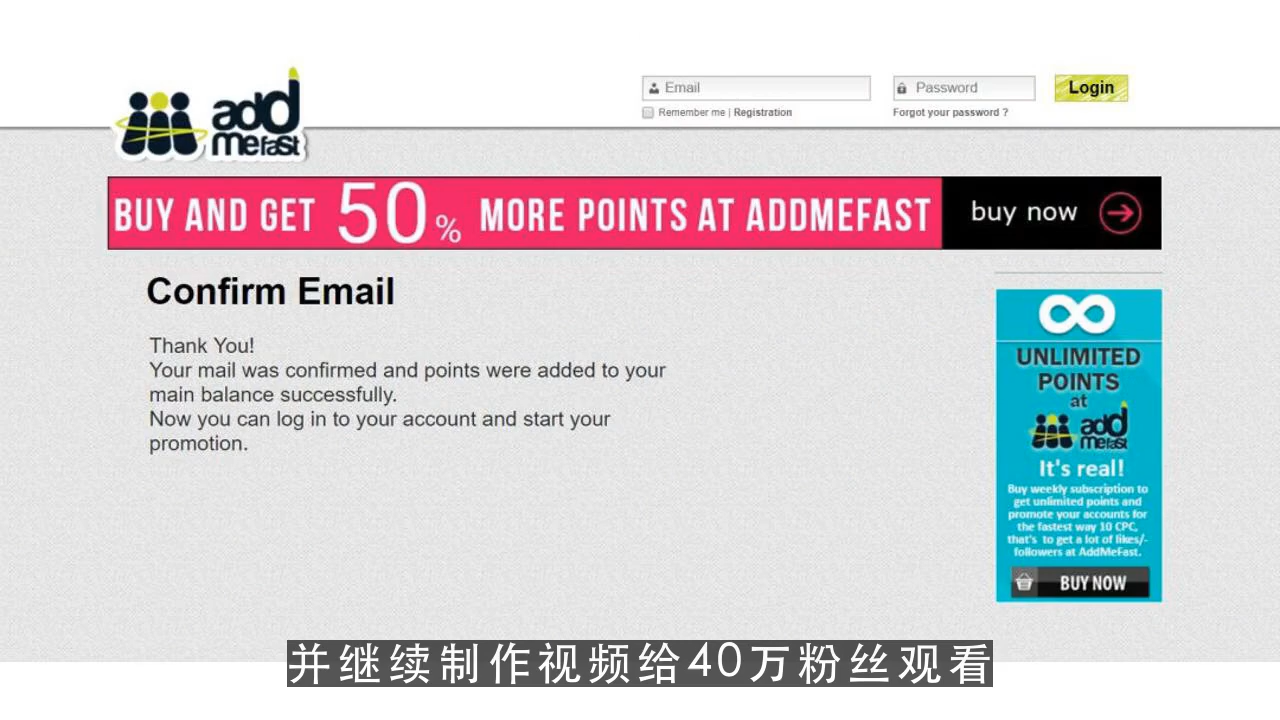 add
mefast
Email
Password
Login
Remember me | Registration
Forgot your password ?
BUY AND GET 50% MORE POINTS AT ADDMEFAST
buy now
Confirm Email
Thank You!
Your mail was confirmed and points were added to your
main balance successfully.
Now you can log in to your account and start your
promotion.
UNLIMITED
POINTS
at
add
mefast
It's real!
Buy weekly subscription to
get unlimited points and
promote your accounts for
the fastest way 10 CPC,
that's to get a lot of likes/-
followers at AddMeFast.
BUY NOW
并继续制作视频给40万粉丝观看